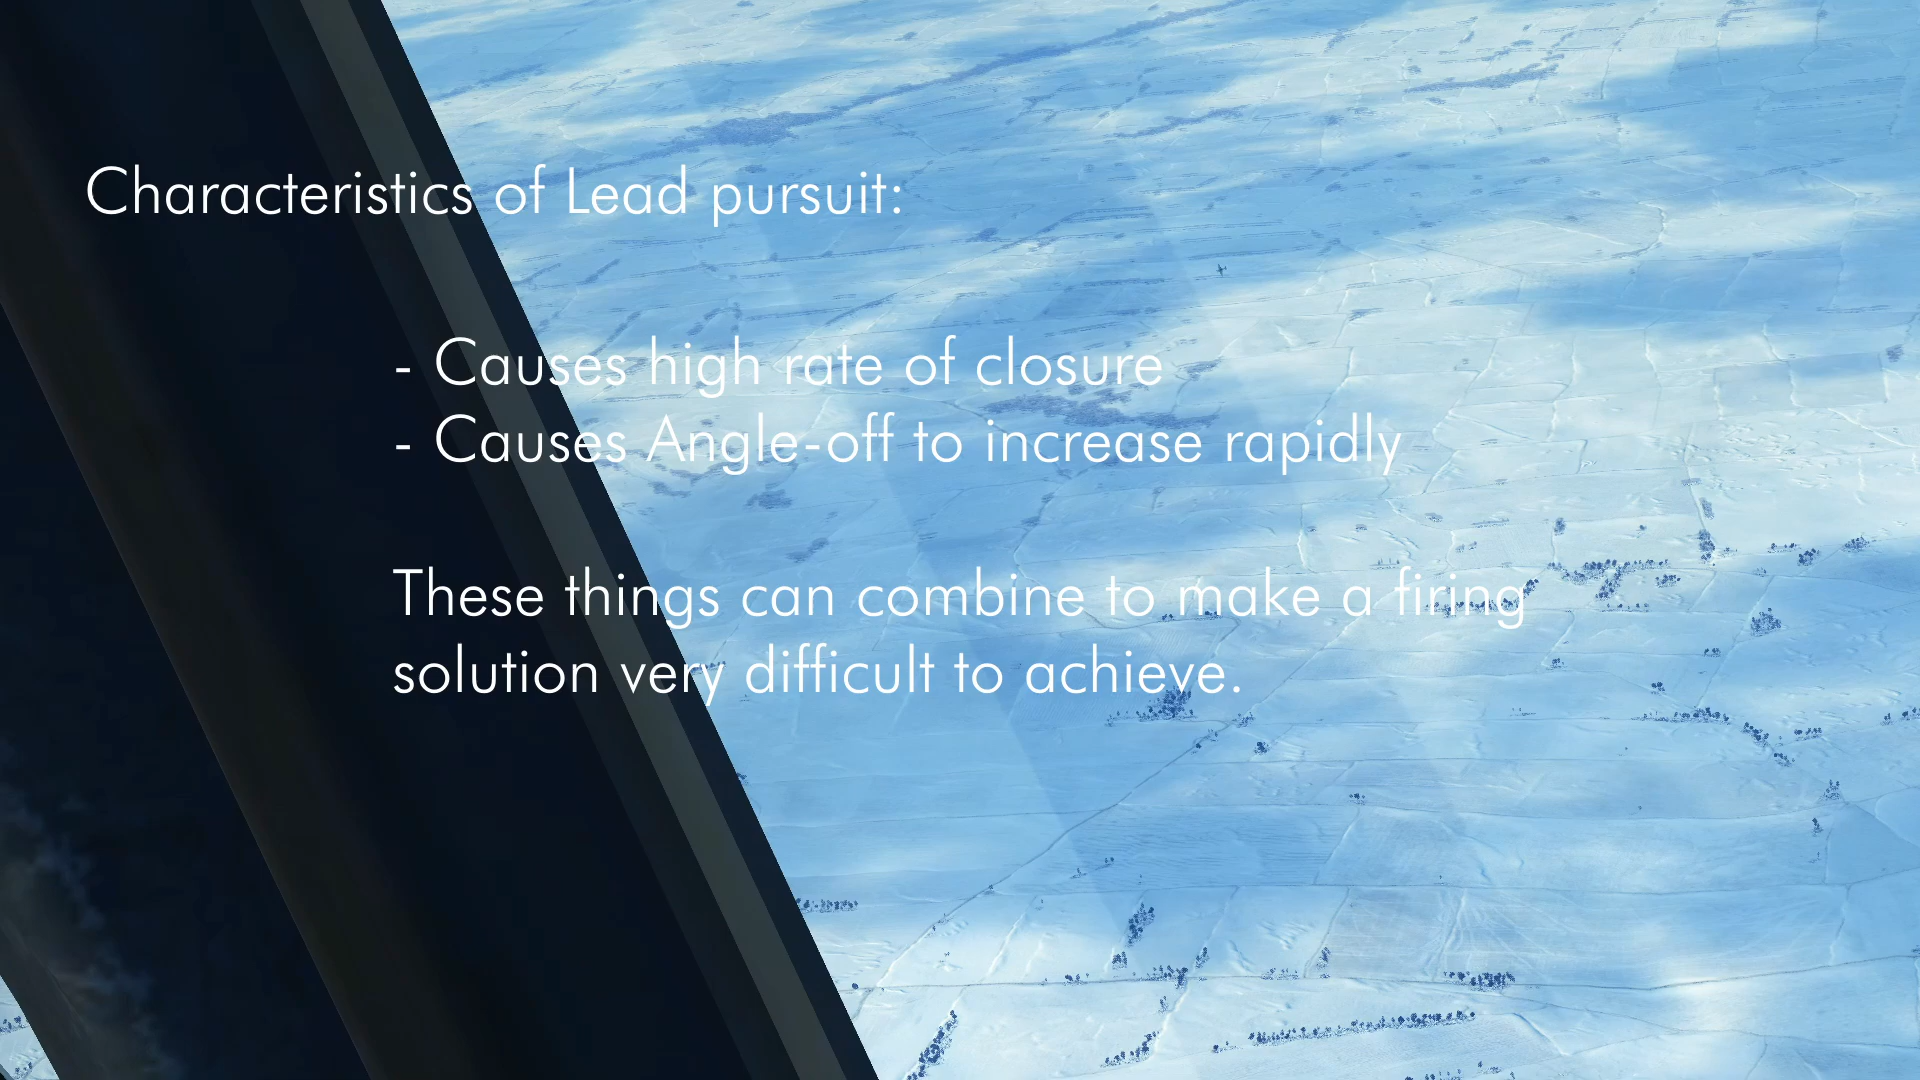 Characteristics of Lead pursuit:
- Causes high rate of closure
- Causes Angle-off to increase rapidly
These things can combine to make a firing
solution very difficult to achieve.